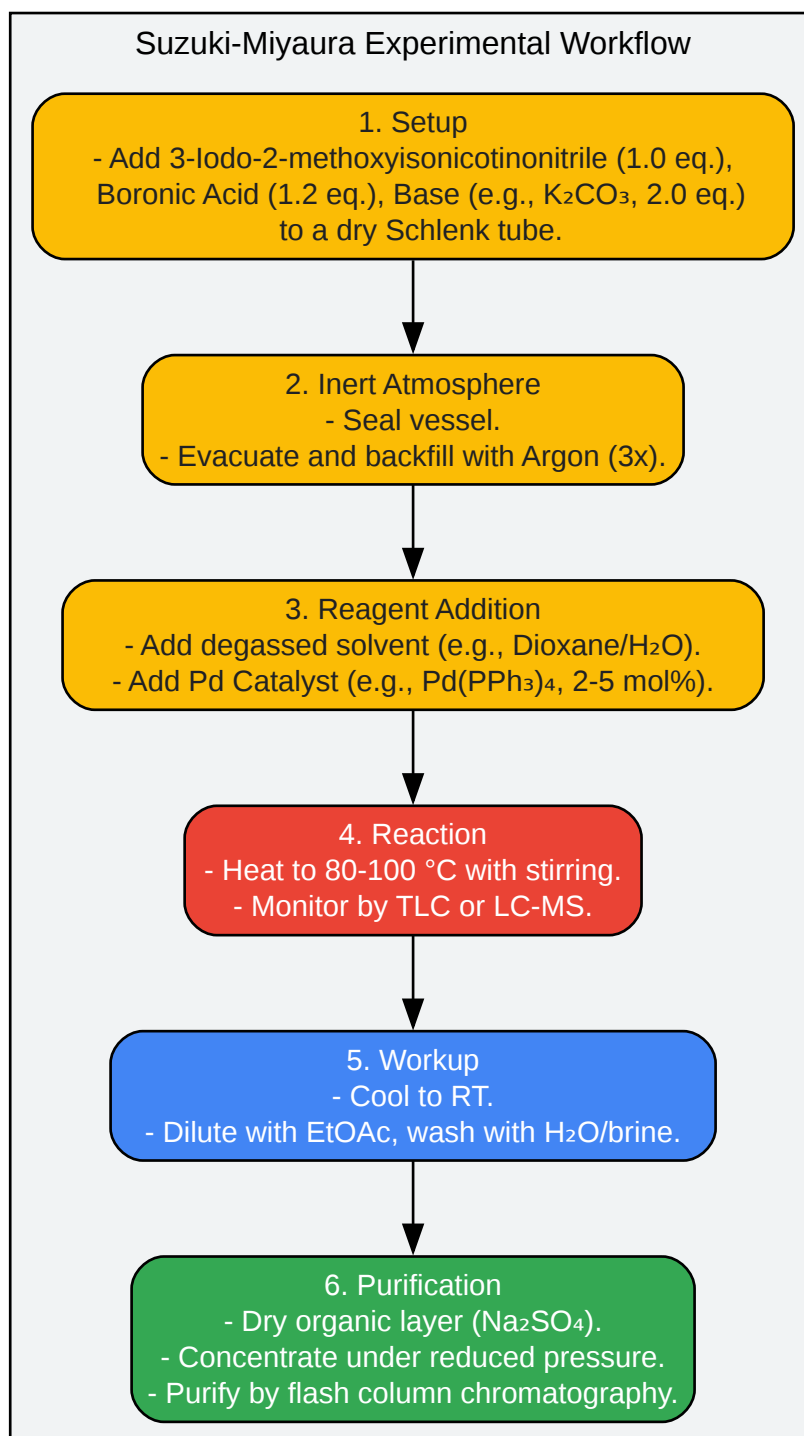 Suzuki-Miyaura Experimental Workflow
1. Setup
- Add 3-Iodo-2-methoxyisonicotinonitrile (1.0 eq.),
Boronic Acid (1.2 eq.), Base (e.g., K₂CO₃, 2.0 eq.)
to a dry Schlenk tube.
2. Inert Atmosphere
- Seal vessel.
- Evacuate and backfill with Argon (3x).
3. Reagent Addition
- Add degassed solvent (e.g., Dioxane/H₂O).
- Add Pd Catalyst (e.g., Pd(PPh₃)₄, 2-5 mol%).
4. Reaction
- Heat to 80-100 °C with stirring.
- Monitor by TLC or LC-MS.
5. Workup
- Cool to RT.
- Dilute with EtOAc, wash with H₂O/brine.
6. Purification
- Dry organic layer (Na₂SO₄).
- Concentrate under reduced pressure.
- Purify by flash column chromatography.